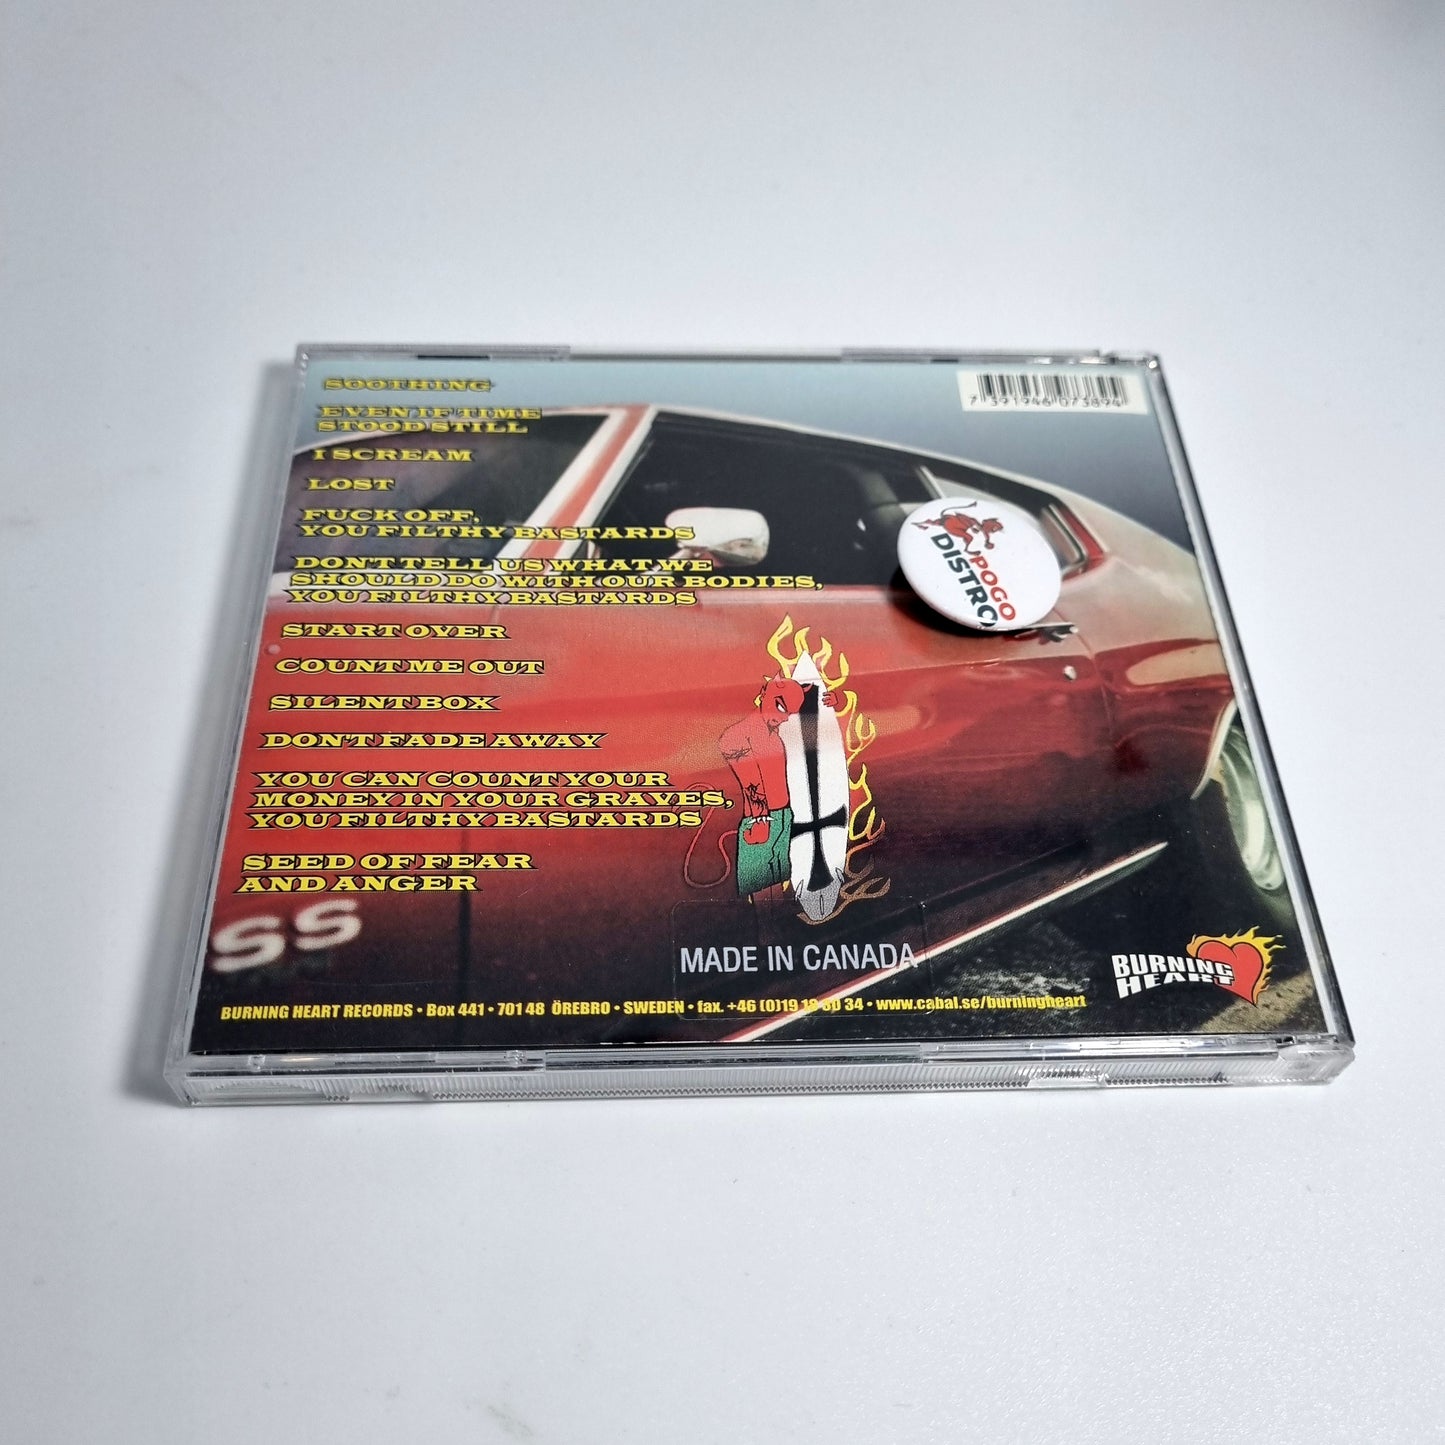 SOOTHING
EVEN IF TIME
STOOD STILL
I SCREAM
LOST
FUCK OFF,
YOU FILTHY BASTARDS
DON'T TELL US WHAT WE
SHOULD DO WITH OUR BODIES,
YOU FILTHY BASTARDS
START OVER
COUNT ME OUT
SILENT BOX
DON'T FADE AWAY
YOU CAN COUNT YOUR
MONEY IN YOUR GRAVES,
YOU FILTHY BASTARDS
SEED OF FEAR
AND ANGER
SS
7 391946 073894
POGO
DISTRO
MADE IN CANADA
BURNING
HEART
BURNING HEART RECORDS • Box 441 • 701 48 ÖREBRO • SWEDEN • fax. +46 (0)19 18 60 34 • www.cabal.se/burningheart